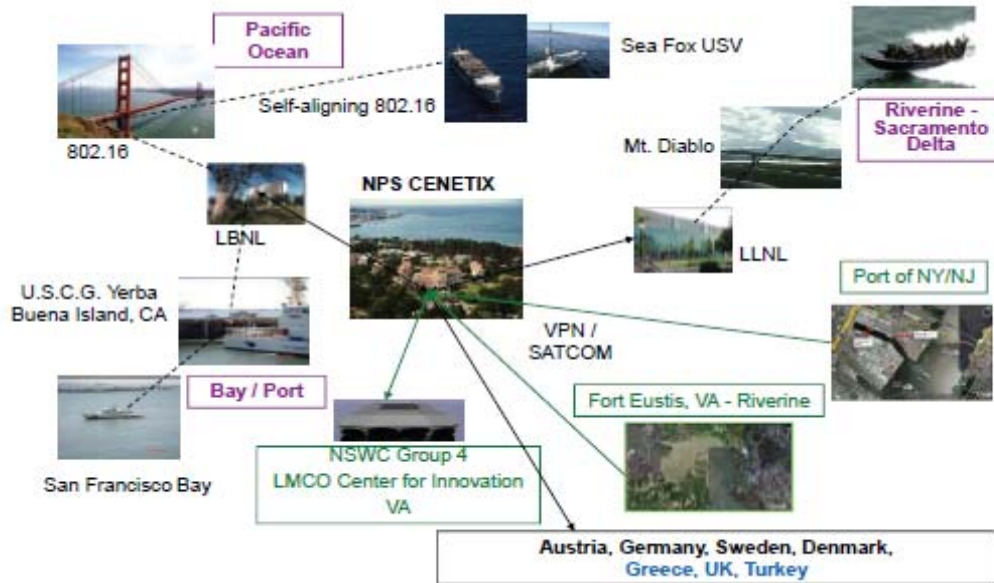 Pacific
Ocean
Sea Fox USV
Self-aligning 802.16
802.16
Riverine -
Sacramento
Delta
Mt. Diablo
NPS CENETIX
LBNL
LLNL
U.S.C.G. Yerba
Buena Island, CA
Port of NY/NJ
VPN /
SATCOM
Bay / Port
Fort Eustis, VA - Riverine
NSWC Group 4
LMCO Center for Innovation
VA
San Francisco Bay
Austria, Germany, Sweden, Denmark,
Greece, UK, Turkey